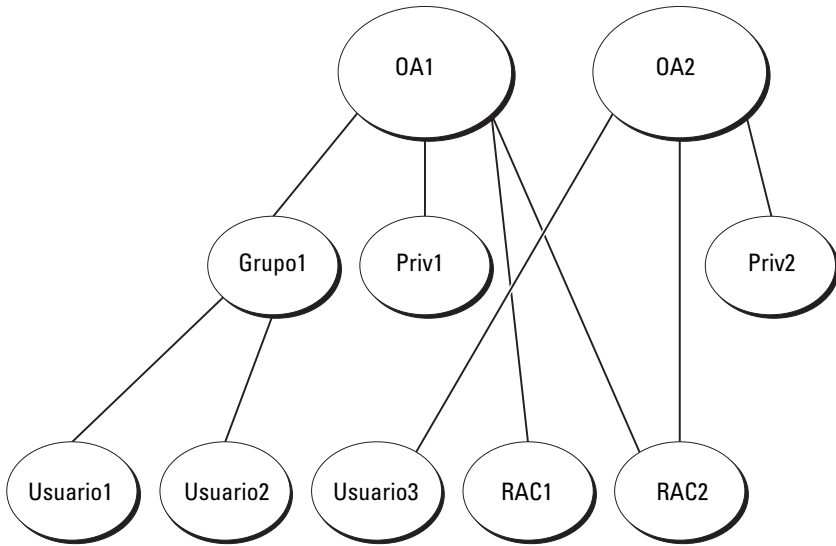 OA1
OA2
Grupo1
Priv1
Priv2
Usuario1
Usuario2
Usuario3
RAC1
RAC2